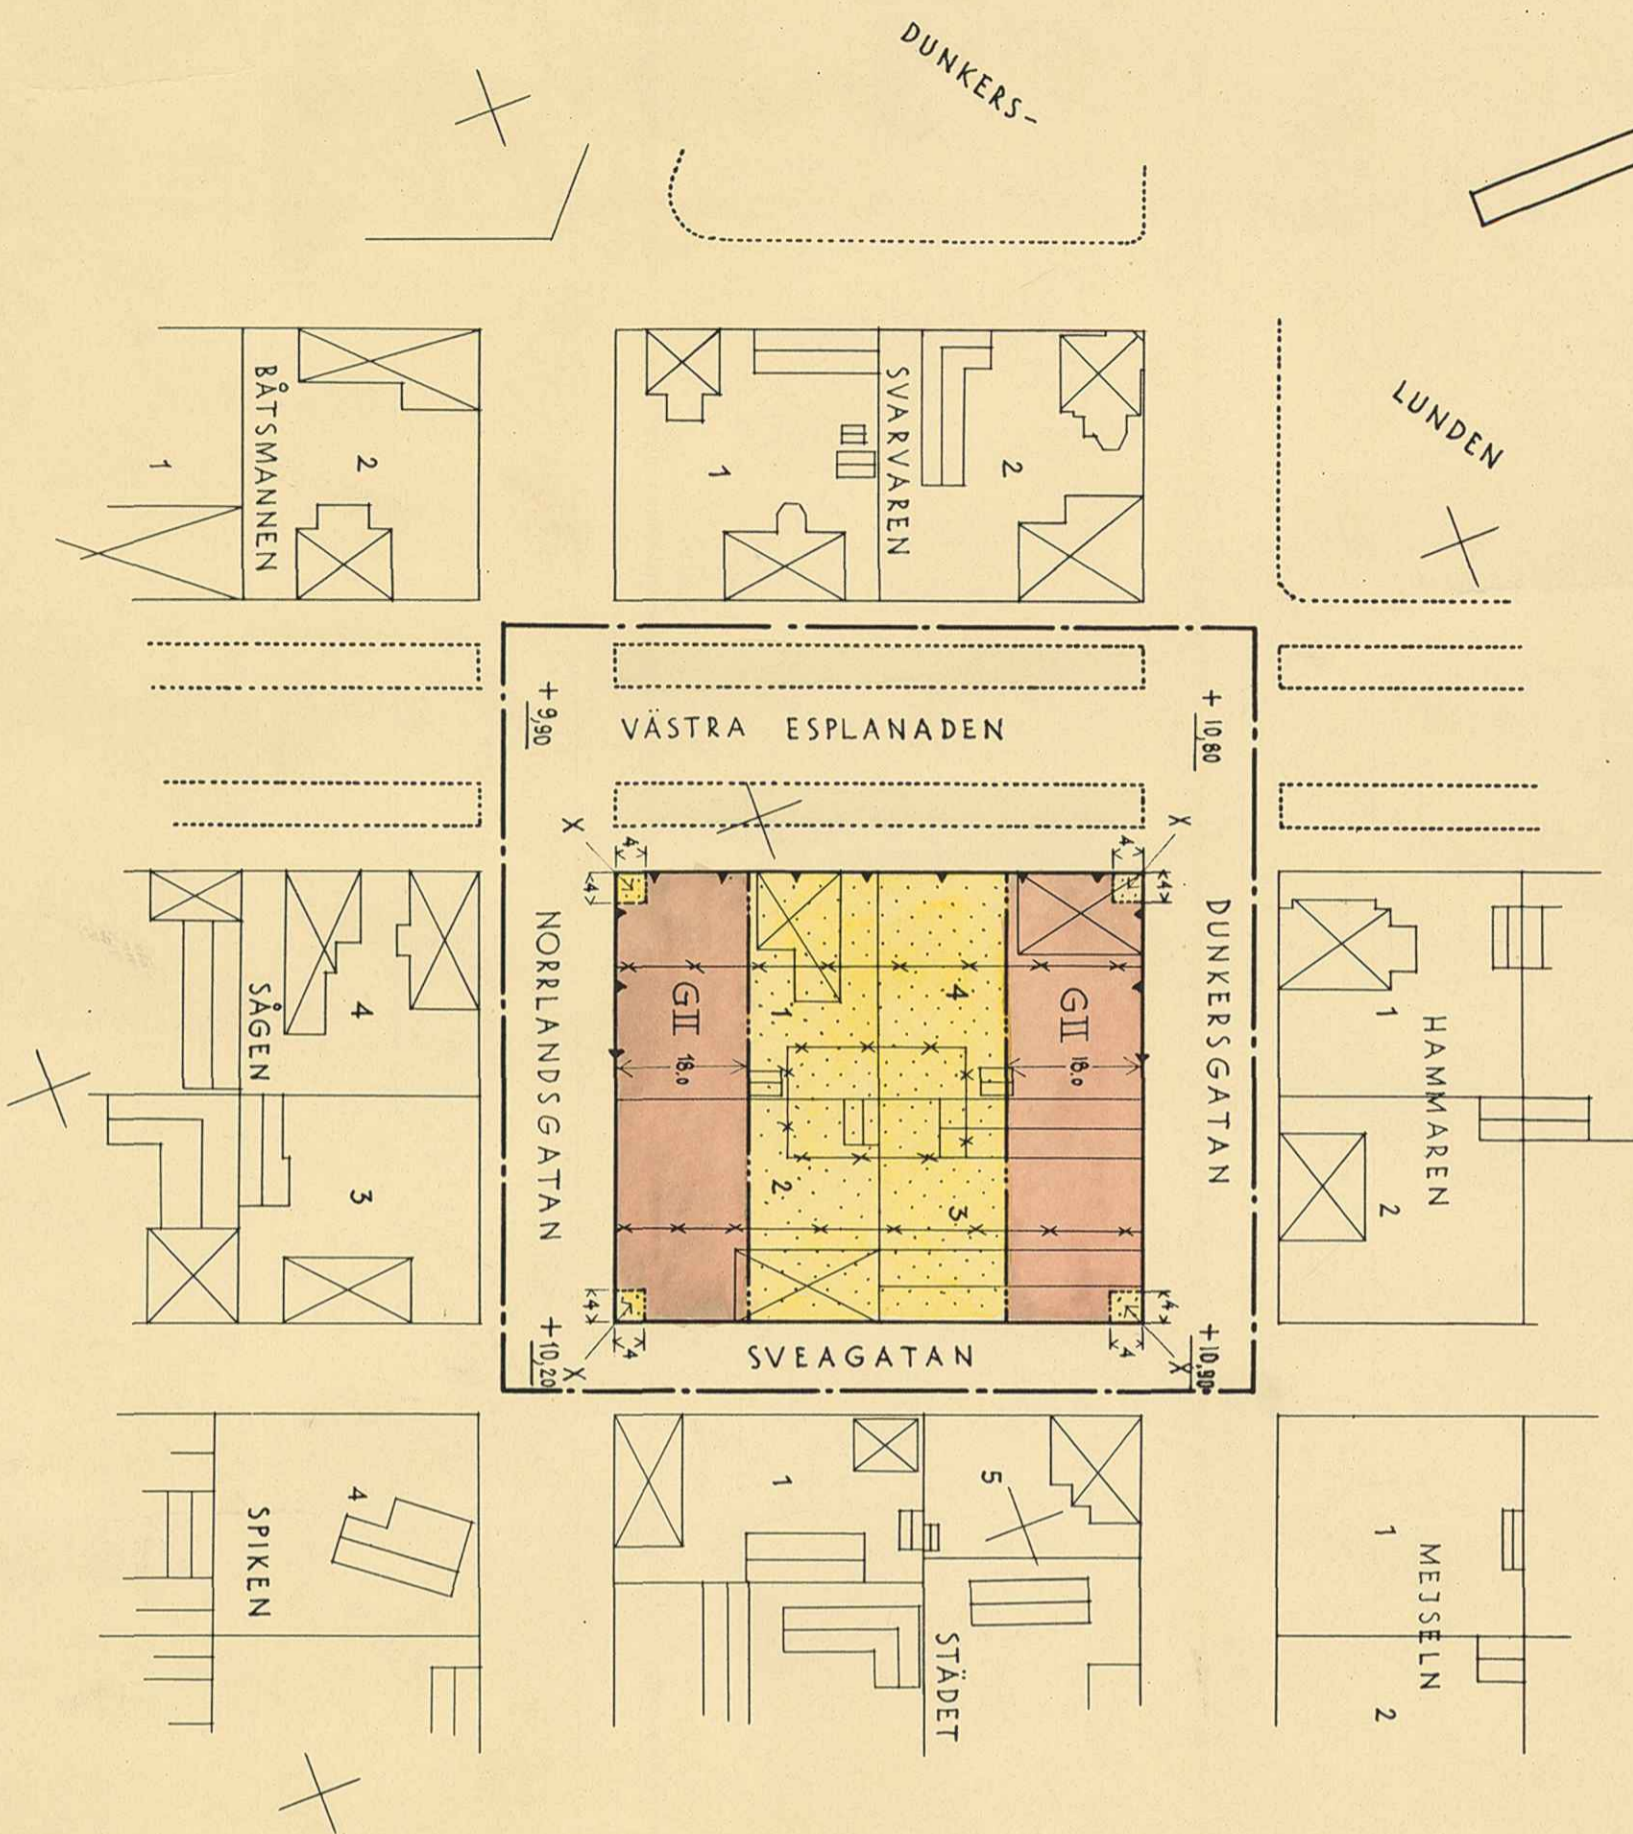 DUNKERS-
LUNDEN
BÅTSMANNEN
1
2
SVARVAREN
1
2
+ 9,90
VÄSTRA ESPLANADEN
+ 10,80
X
4
4
X
4
4
SÅGEN
4
3
NORRLANDSGATAN
GII
18.0
1
4
2
3
GII
18.0
DUNKERSGATAN
HAMMAREN
1
2
4
4
X
4
4
X
+10,20
SVEAGATAN
+10,90
SPIKEN
4
1
5
STÄDET
MEJSELN
1
2